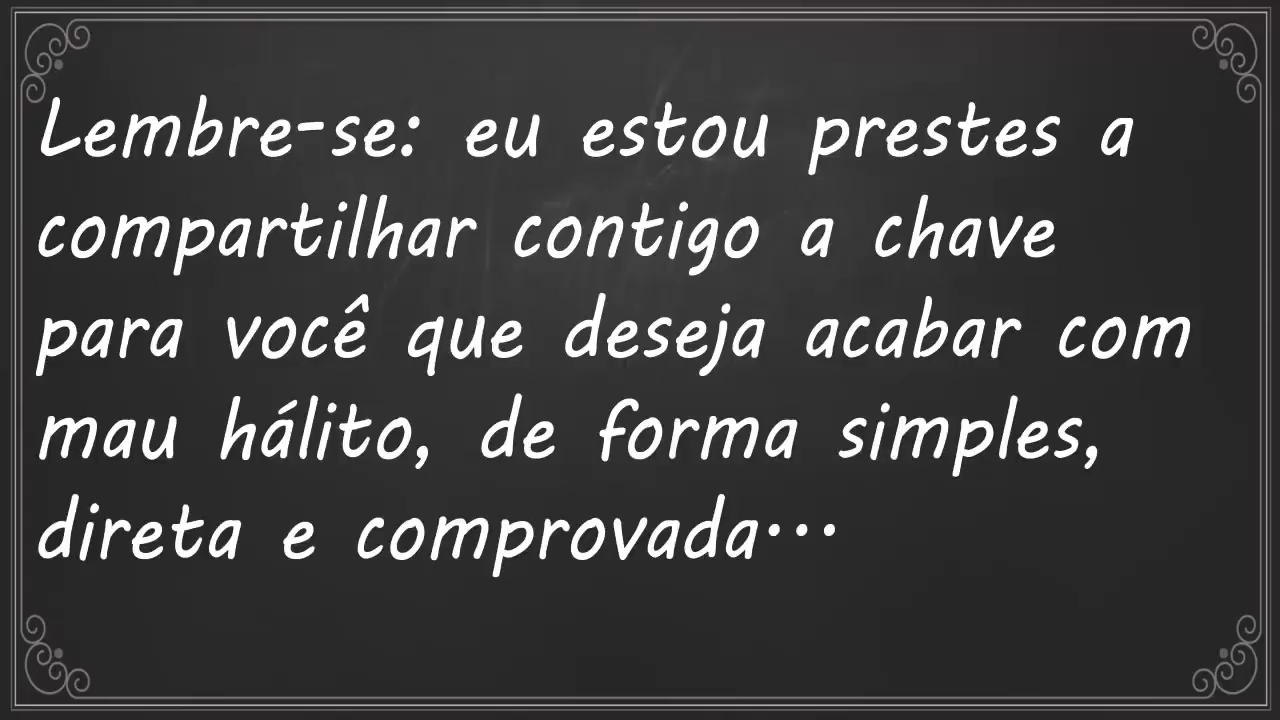 Lembre-se: eu estou prestes a
compartilhar contigo a chave
para você que deseja acabar com
mau hálito, de forma simples,
direta e comprovada...